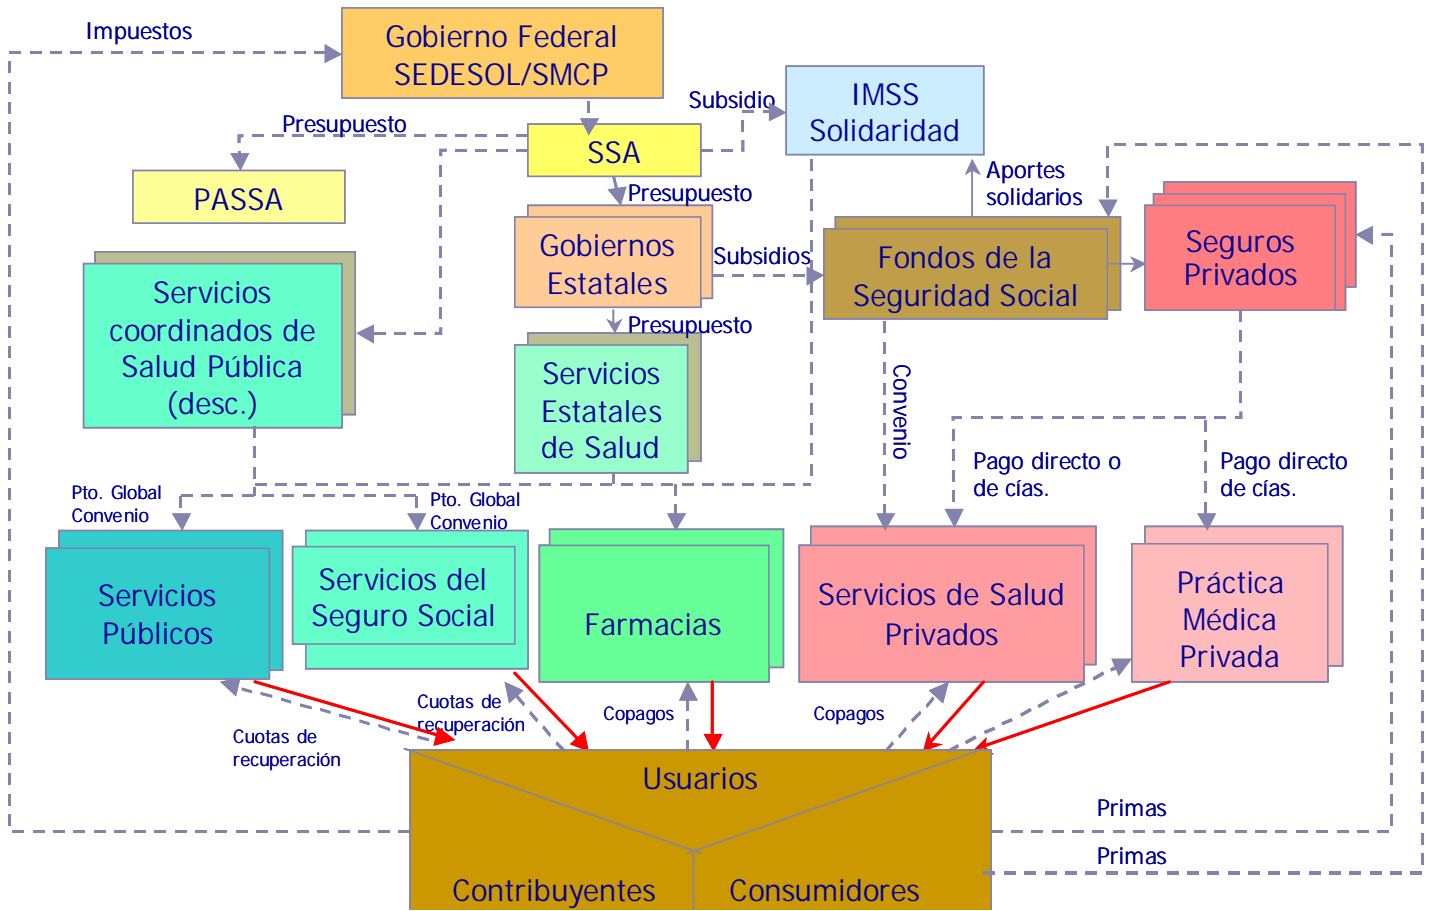 Impuestos
Gobierno Federal
SEDESOL/SMCP
Subsidio
IMSS
Solidaridad
Presupuesto
SSA
PASSA
Presupuesto
Aportes
solidarios
Gobiernos
Estatales
Subsidios
Fondos de la
Seguridad Social
Seguros
Privados
Servicios
coordinados de
Salud Pública
(desc.)
Presupuesto
Servicios
Estatales
de Salud
Convenio
Pago directo o
de cías.
Pago directo
de cías.
Pto. Global
Convenio
Pto. Global
Convenio
Servicios
Públicos
Servicios del
Seguro Social
Farmacias
Servicios de Salud
Privados
Práctica
Médica
Privada
Cuotas de
recuperación
Cuotas de
recuperación
Copagos
Copagos
Usuarios
Primas
Primas
Contribuyentes
Consumidores